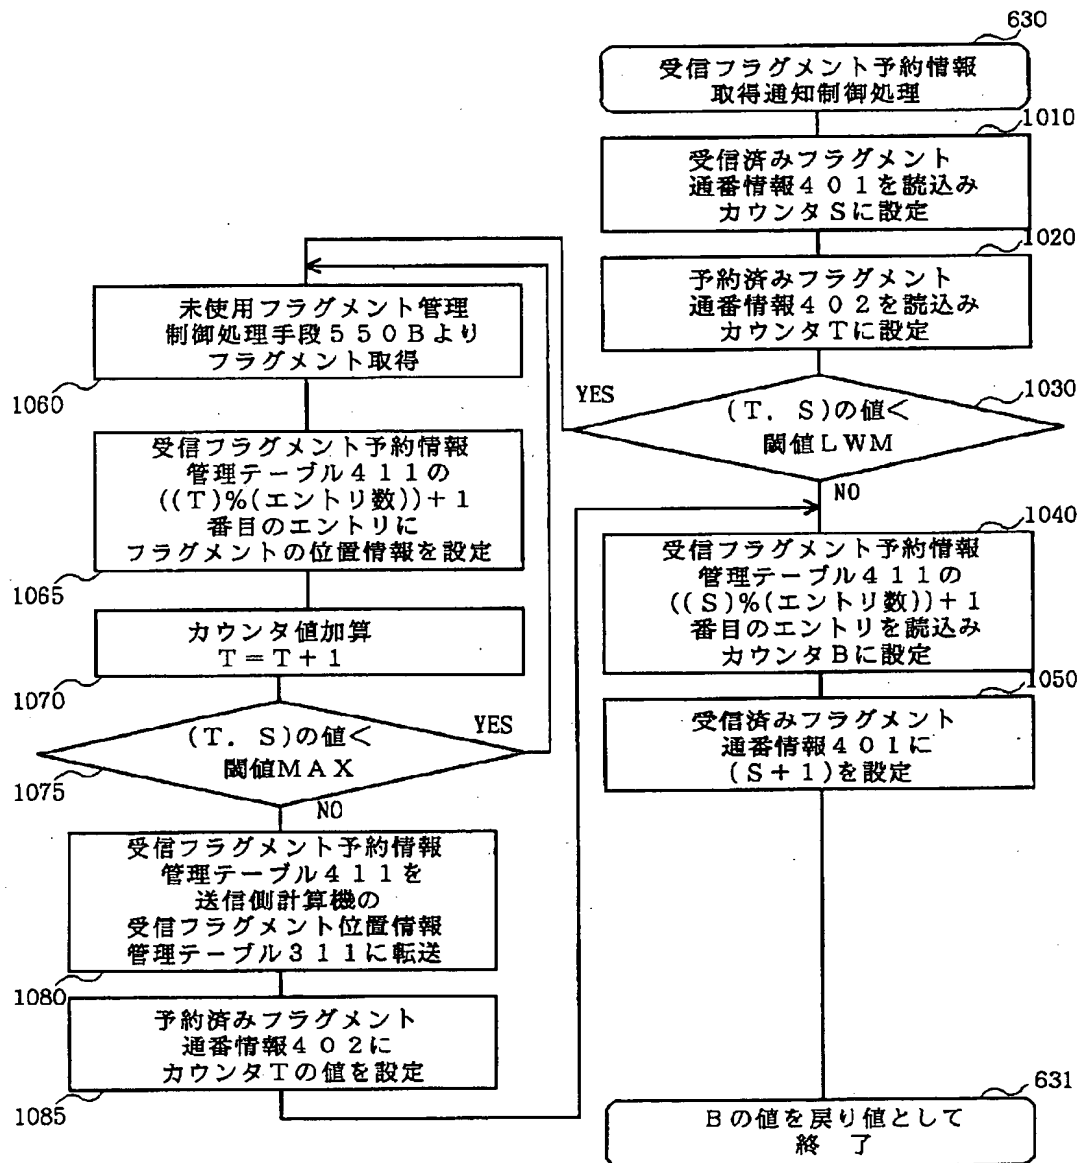 630
受信フラグメント予約情報
取得通知制御処理
1010
受信済みフラグメント
通番情報401を読込み
カウンタSに設定
1020
予約済みフラグメント
通番情報402を読込み
カウンタTに設定
1030
YES
(T. S)の値<
閾値LWM
NO
1040
受信フラグメント予約情報
管理テーブル411の
((S)%(エントリ数))+1
番目のエントリを読込み
カウンタBに設定
1050
受信済みフラグメント
通番情報401に
(S+1)を設定
631
Bの値を戻り値として
終 了
未使用フラグメント管理
制御処理手段550Bより
フラグメント取得
1060
受信フラグメント予約情報
管理テーブル411の
((T)%(エントリ数))+1
番目のエントリに
フラグメントの位置情報を設定
1065
カウンタ値加算
T=T+1
1070
(T. S)の値<
閾値MAX
YES
1075
NO
受信フラグメント予約情報
管理テーブル411を
送信側計算機の
受信フラグメント位置情報
管理テーブル311に転送
1080
予約済みフラグメント
通番情報402に
カウンタTの値を設定
1085